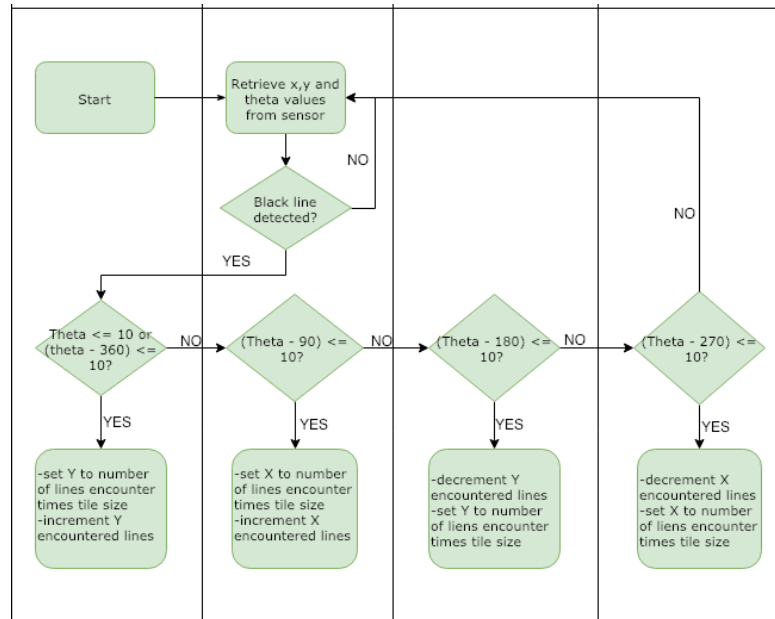 Start
Retrieve x,y and
theta values
from sensor
NO
Black line
detected?
YES
NO
Theta <= 10 or
(theta - 360) <=
10?
NO
(Theta - 90) <=
10?
NO
(Theta - 180) <=
10?
NO
(Theta - 270) <=
10?
YES
YES
YES
YES
-set Y to number
of lines encounter
times tile size
-increment Y
encountered lines
-set X to number
of lines encounter
times tile size
-increment X
encountered lines
-decrement Y
encountered lines
-set Y to number
of liens encounter
times tile size
-decrement X
encountered lines
-set X to number
of liens encounter
times tile size